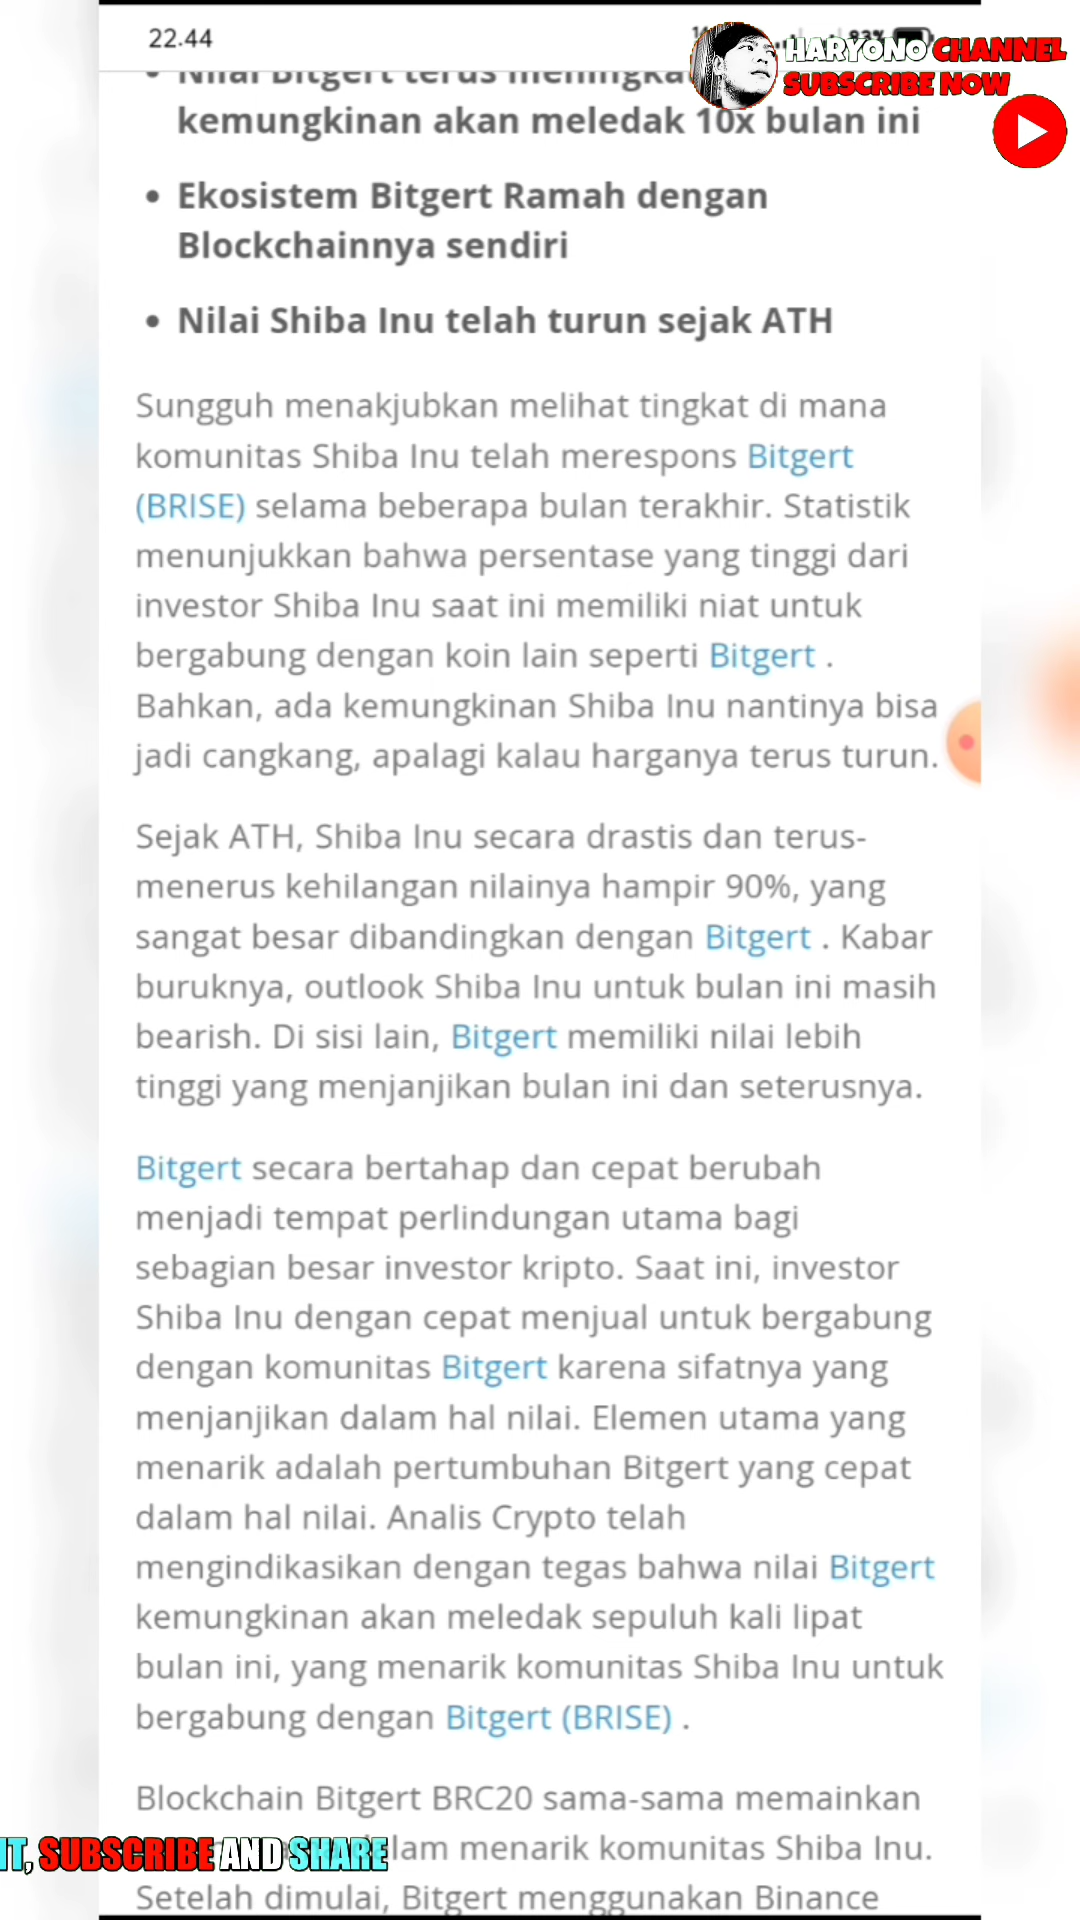 22.44
HARYONO CHANNEL
SUBSCRIBE NOW
Nilai Bitgert terus
kemungkinan akan meledak 10x bulan ini
• Ekosistem Bitgert Ramah dengan
Blockchainnya sendiri
• Nilai Shiba Inu telah turun sejak ATH
Sungguh menakjubkan melihat tingkat di mana
komunitas Shiba Inu telah merespons Bitgert
(BRISE) selama beberapa bulan terakhir. Statistik
menunjukkan bahwa persentase yang tinggi dari
investor Shiba Inu saat ini memiliki niat untuk
bergabung dengan koin lain seperti Bitgert .
Bahkan, ada kemungkinan Shiba Inu nantinya bisa
jadi cangkang, apalagi kalau harganya terus turun.
Sejak ATH, Shiba Inu secara drastis dan terus-
menerus kehilangan nilainya hampir 90%, yang
sangat besar dibandingkan dengan Bitgert . Kabar
buruknya, outlook Shiba Inu untuk bulan ini masih
bearish. Di sisi lain, Bitgert memiliki nilai lebih
tinggi yang menjanjikan bulan ini dan seterusnya.
Bitgert secara bertahap dan cepat berubah
menjadi tempat perlindungan utama bagi
sebagian besar investor kripto. Saat ini, investor
Shiba Inu dengan cepat menjual untuk bergabung
dengan komunitas Bitgert karena sifatnya yang
menjanjikan dalam hal nilai. Elemen utama yang
menarik adalah pertumbuhan Bitgert yang cepat
dalam hal nilai. Analis Crypto telah
mengindikasikan dengan tegas bahwa nilai Bitgert
kemungkinan akan meledak sepuluh kali lipat
bulan ini, yang menarik komunitas Shiba Inu untuk
bergabung dengan Bitgert (BRISE) .
Blockchain Bitgert BRC20 sama-sama memainkan
menarik komunitas Shiba Inu.
SUBSCRIBE AND SHARE
Setelah dimulai, Bitgert menggunakan Binance